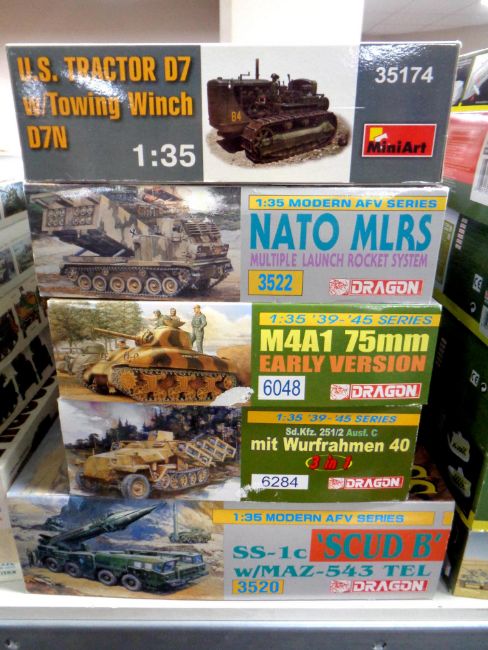 U.S. TRACTOR D7
w/Towing Winch
D7N
1:35
84
35174
MiniArt
1:35 MODERN AFV SERIES
NATO MLRS
MULTIPLE LAUNCH ROCKET SYSTEM
3522 DRAGON
1:35 '39-'45 SERIES
M4A1 75mm
EARLY VERSION
6048 DRAGON
1:35 '39-'45 SERIES
Sd.Kfz. 251/2 Ausf. C
mit Wurfrahmen 40
3 in 1
6284 DRAGON
1:35 MODERN AFV SERIES
SS-1c 'SCUD B'
w/MAZ-543 TEL
3520 DRAGON